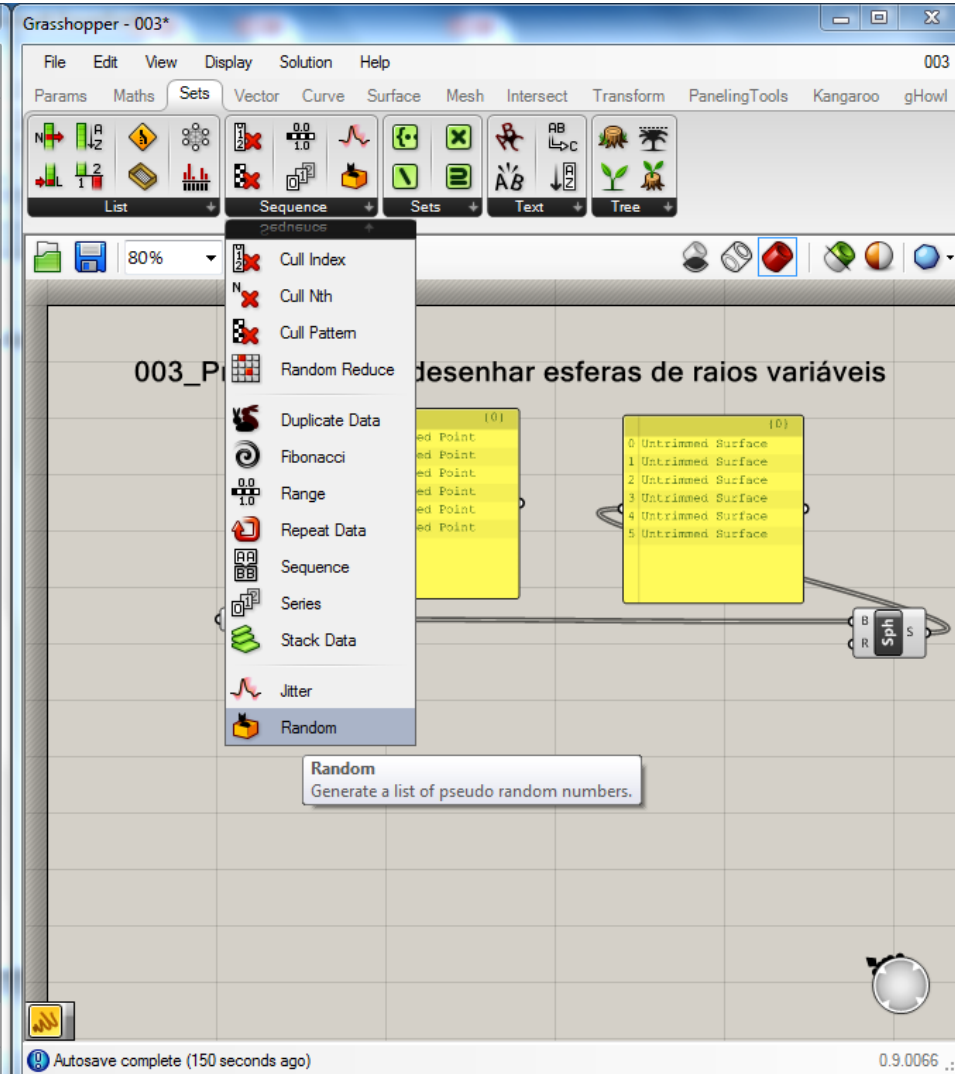 Grasshopper - 003*
File Edit View Display Solution Help 003
Params Maths Sets Vector Curve Surface Mesh Intersect Transform PanelingTools Kangaroo gHowl
List Sequence Sets Text Tree
80%
Cull Index
Cull Nth
Cull Pattern
Random Reduce
003_P desenhar esferas de raios variáveis
Duplicate Data
Fibonacci
Range
Repeat Data
Sequence
Series
Stack Data
Jitter
Random
{0}
ed Point
ed Point
ed Point
ed Point
ed Point
ed Point
{0}
0 Untrimmed Surface
1 Untrimmed Surface
2 Untrimmed Surface
3 Untrimmed Surface
4 Untrimmed Surface
5 Untrimmed Surface
B Sph S
R
Random
Generate a list of pseudo random numbers.
Autosave complete (150 seconds ago) 0.9.0066